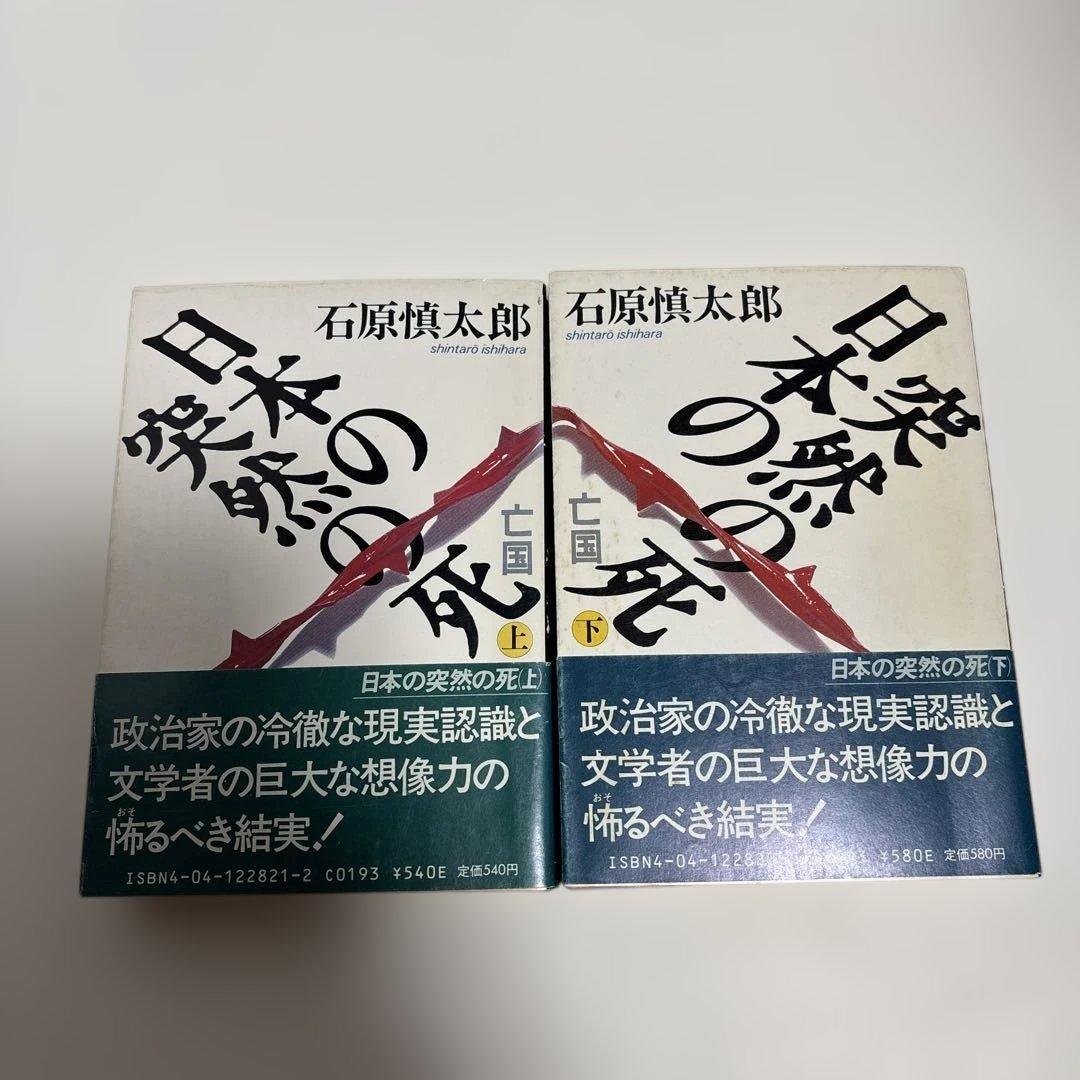 石原慎太郎
shintarō ishihara
日本の
突然の
死
亡国
上
日本の突然の死(上)
政治家の冷徹な現実認識と
文学者の巨大な想像力の
おそ
怖るべき結実!
ISBN4-04-122821-2 C0193 ¥540E 定価540円
石原慎太郎
shintarō ishihara
日本の
突然の
死
亡国
下
日本の突然の死(下)
政治家の冷徹な現実認識と
文学者の巨大な想像力の
おそ
怖るべき結実!
ISBN4-04-1228 ¥580E 定価580円